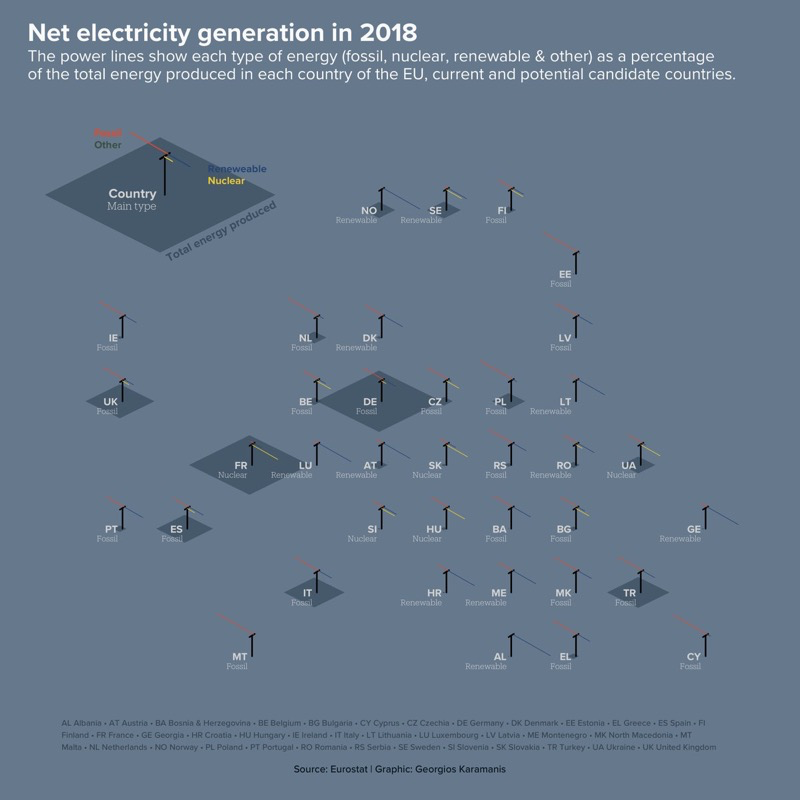 Net electricity generation in 2018
The power lines show each type of energy (fossil, nuclear, renewable & other) as a percentage
of the total energy produced in each country of the EU, current and potential candidate countries.
Fossil
Other
Reneweable
Nuclear
Country
Main type
Total energy produced
NO
Renewable
SE
Renewable
FI
Fossil
EE
Fossil
IE
Fossil
NL
Fossil
DK
Renewable
LV
Fossil
UK
Fossil
BE
Fossil
DE
Fossil
CZ
Fossil
PL
Fossil
LT
Renewable
FR
Nuclear
LU
Renewable
AT
Renewable
SK
Nuclear
RS
Fossil
RO
Fossil
UA
Nuclear
PT
Fossil
ES
Fossil
SI
Nuclear
HU
Nuclear
BA
Fossil
BG
Fossil
GE
Renewable
IT
Fossil
HR
Renewable
ME
Renewable
MK
Fossil
TR
Fossil
MT
Fossil
AL
Renewable
EL
Fossil
CY
Fossil
AL Albania • AT Austria • BA Bosnia & Herzegovina • BE Belgium • BG Bulgaria • CY Cyprus • CZ Czechia • DE Germany • DK Denmark • EE Estonia • EL Greece • ES Spain • FI
Finland • FR France • GE Georgia • HR Croatia • HU Hungary • IE Ireland • IT Italy • LT Lithuania • LU Luxembourg • LV Latvia • ME Montenegro • MK North Macedonia • MT
Malta • NL Netherlands • NO Norway • PL Poland • PT Portugal • RO Romania • RS Serbia • SE Sweden • SI Slovenia • SK Slovakia • TR Turkey • UA Ukraine • UK United Kingdom
Source: Eurostat | Graphic: Georgios Karamanis